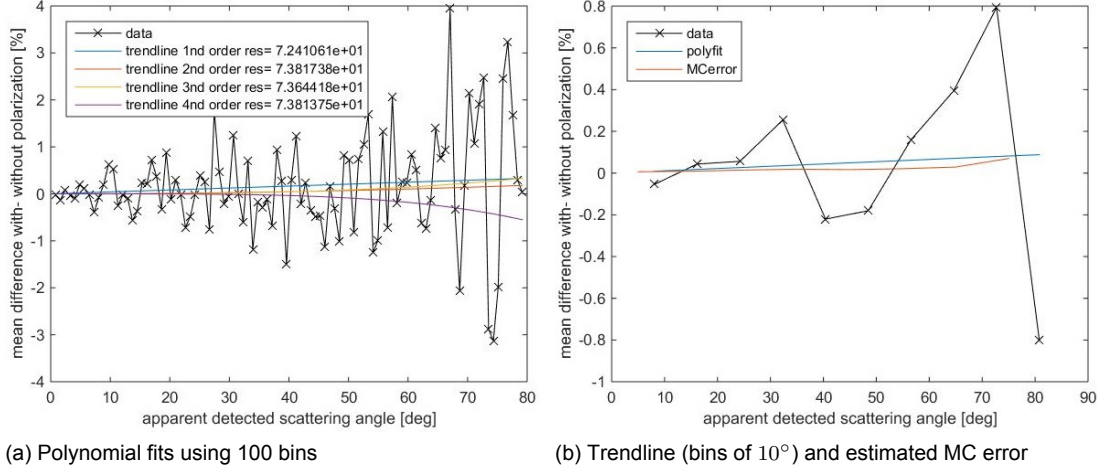 4
3
2
1
0
-1
-2
-3
-4
mean difference with- without polarization [%]
data
trendline 1nd order res= 7.241061e+01
trendline 2nd order res= 7.381738e+01
trendline 3nd order res= 7.364418e+01
trendline 4nd order res= 7.381375e+01
0 10 20 30 40 50 60 70 80
apparent detected scattering angle [deg]
(a) Polynomial fits using 100 bins
0.8
0.6
0.4
0.2
0
-0.2
-0.4
-0.6
-0.8
-1
mean difference with- without polarization [%]
data
polyfit
MCerror
0 10 20 30 40 50 60 70 80 90
apparent detected scattering angle [deg]
(b) Trendline (bins of 10°) and estimated MC error